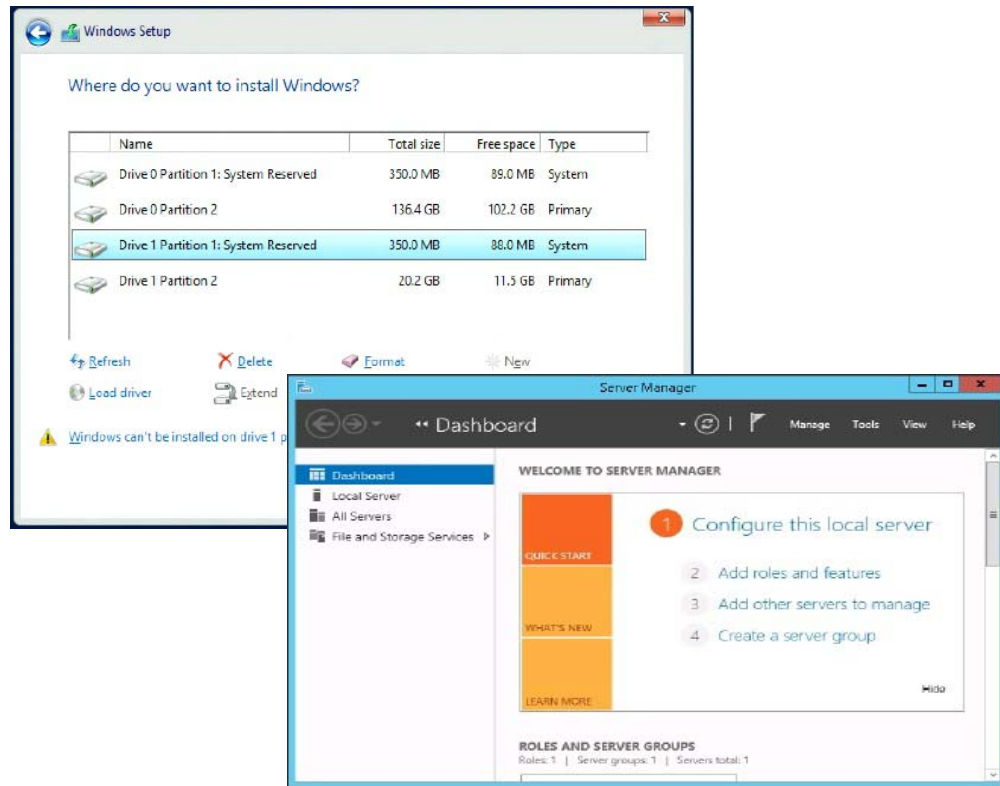 Windows Setup
Where do you want to install Windows?
Name Total size Free space Type
Drive 0 Partition 1: System Reserved 350.0 MB 89.0 MB System
Drive 0 Partition 2 136.4 GB 102.2 GB Primary
Drive 1 Partition 1: System Reserved 350.0 MB 88.0 MB System
Drive 1 Partition 2 20.2 GB 11.5 GB Primary
Refresh Delete Format New
Load driver Extend
Windows can't be installed on drive 1 p
Server Manager
Dashboard Manage Tools View Help
Dashboard
Local Server
All Servers
File and Storage Services
WELCOME TO SERVER MANAGER
QUICK START
WHAT'S NEW
LEARN MORE
1 Configure this local server
2 Add roles and features
3 Add other servers to manage
4 Create a server group
Hide
ROLES AND SERVER GROUPS
Roles: 1 | Server groups: 1 | Servers total: 1